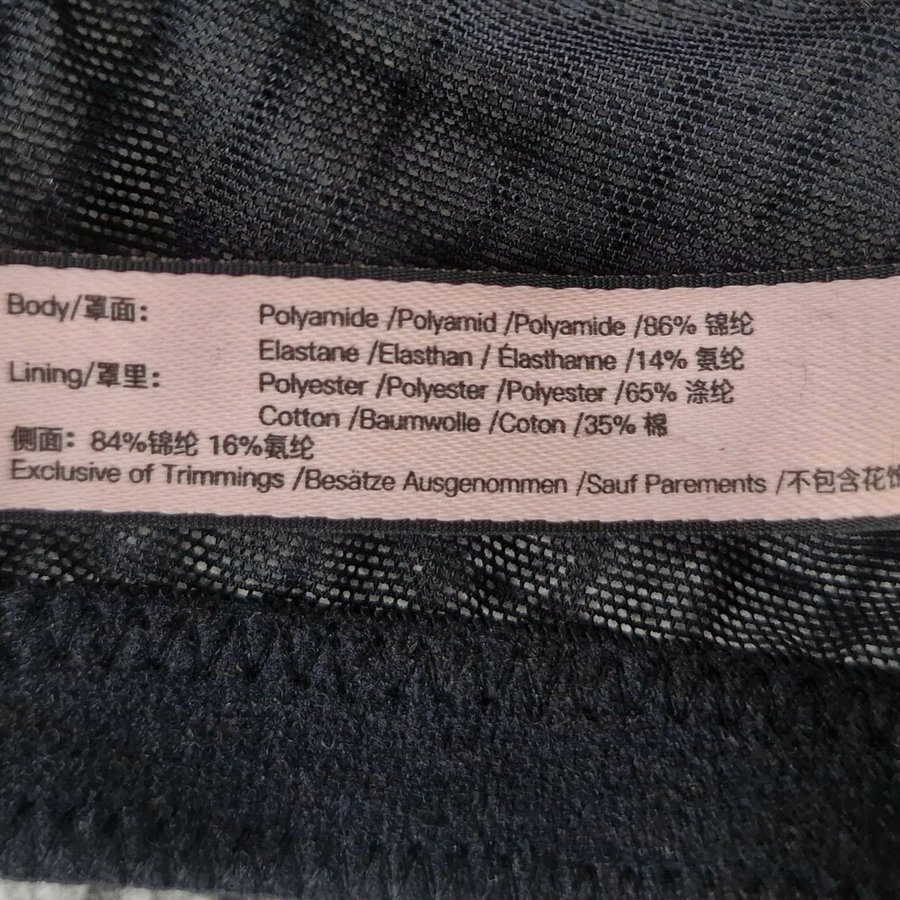 Body/罩面： Polyamide /Polyamid /Polyamide /86% 锦纶
Elastane /Elasthan / Élasthanne /14% 氨纶
Lining/罩里： Polyester /Polyester /Polyester /65% 涤纶
Cotton /Baumwolle /Coton /35% 棉
侧面：84%锦纶 16%氨纶
Exclusive of Trimmings /Besätze Ausgenommen /Sauf Parements /不包含花饰